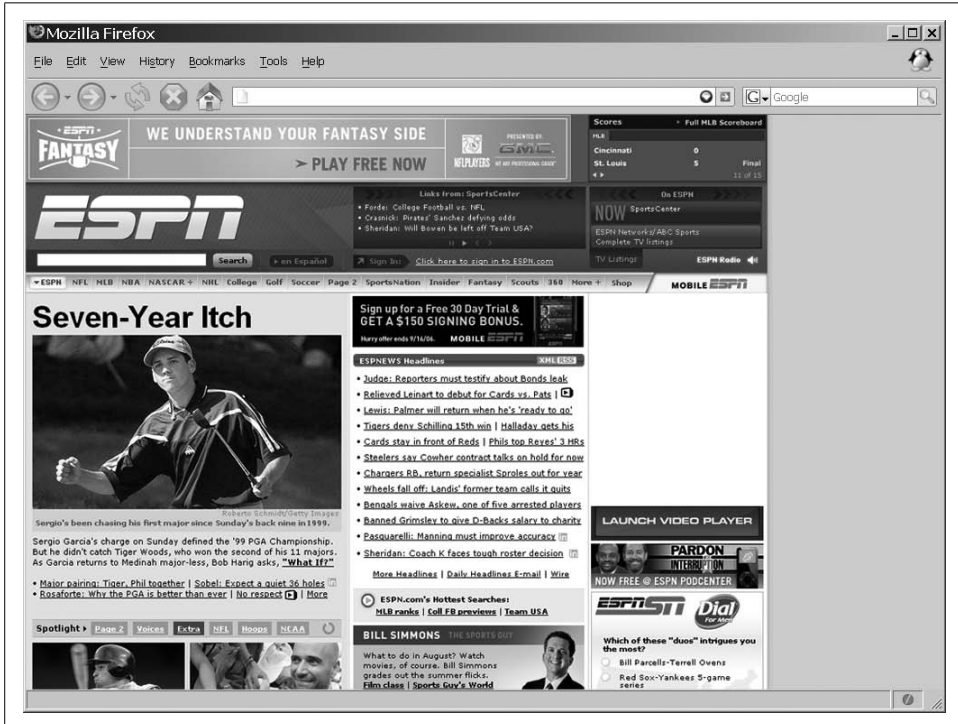 Mozilla Firefox
File Edit View History Bookmarks Tools Help
G Google
ESPN
FANTASY
WE UNDERSTAND YOUR FANTASY SIDE
➢ PLAY FREE NOW
NFLPLAYERS
PRESENTED BY:
GMC
WE ARE PROFESSIONAL GRADE
Scores
• Full MLB Scoreboard
MLB
Cincinnati 0
St. Louis 5 Final
11 of 15
ESPN
Links from: SportsCenter
• Forde: College Football vs. NFL
• Crasnick: Pirates' Sanchez defying odds
• Sheridan: Will Bowen be left off Team USA?
On ESPN
NOW SportsCenter
ESPN Networks/ABC Sports
Complete TV listings
Search
en Español
Sign In: Click here to sign in to ESPN.com
TV Listings
ESPN Radio
ESPN NFL MLB NBA NASCAR + NHL College Golf Soccer Page 2 SportsNation Insider Fantasy Scouts 360 More + Shop
MOBILE ESPN
Seven-Year Itch
Roberto Schmidt/Getty Images
Sergio's been chasing his first major since Sunday's back nine in 1999.
Sergio Garcia's charge on Sunday defined the '99 PGA Championship.
But he didn't catch Tiger Woods, who won the second of his 11 majors.
As Garcia returns to Medinah major-less, Bob Harig asks, "What If?"
• Major pairing: Tiger, Phil together | Sobel: Expect a quiet 36 holes
• Rosaforte: Why the PGA is better than ever | No respect | More
Spotlight Page 2 Voices Extra NFL Hoops NCAA
Sign up for a Free 30 Day Trial &
GET A $150 SIGNING BONUS.
Hurry offer ends 9/16/06. MOBILE ESPN
ESPNEWS Headlines
XML RSS
• Judge: Reporters must testify about Bonds leak
• Relieved Leinart to debut for Cards vs. Pats |
• Lewis: Palmer will return when he's 'ready to go'
• Tigers deny Schilling 15th win | Halladay gets his
• Cards stay in front of Reds | Phils top Reyes' 3 HRs
• Steelers say Cowher contract talks on hold for now
• Chargers RB, return specialist Sproles out for year
• Wheels fall off: Landis' former team calls it quits
• Bengals waive Askew, one of five arrested players
• Banned Grimsley to give D-Backs salary to charity
• Pasquarelli: Manning must improve accuracy
• Sheridan: Coach K faces tough roster decision
More Headlines | Daily Headlines E-mail | Wire
ESPN.com's Hottest Searches:
MLB ranks | Coll FB previews | Team USA
BILL SIMMONS THE SPORTS GUY
What to do in August? Watch
movies, of course. Bill Simmons
grades out the summer flicks.
Film class | Sports Guy's World
LAUNCH VIDEO PLAYER
PARDON
THE
INTERRUPTION
NOW FREE @ ESPN PODCENTER
ESPN
Dial
For Men
Which of these "duos" intrigues you
the most?
Bill Parcells-Terrell Owens
Red Sox-Yankees 5-game
series